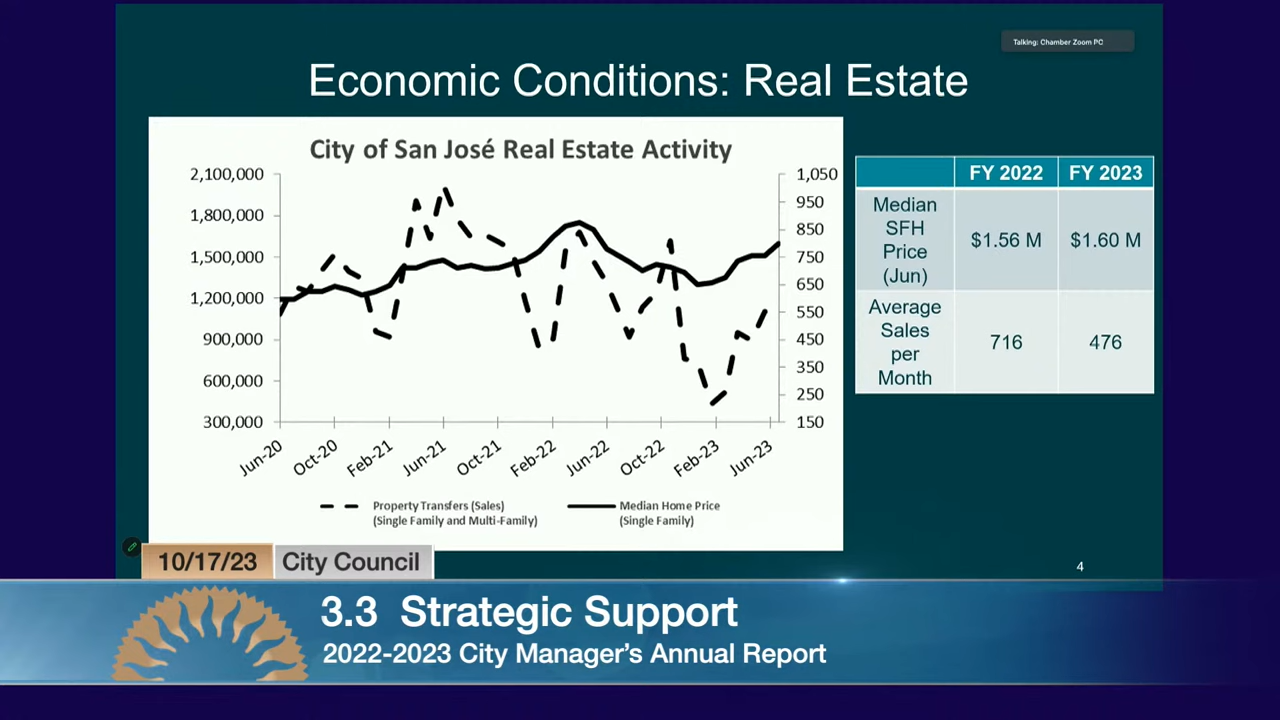 Talking: Chamber Zoom PC
Economic Conditions: Real Estate
City of San José Real Estate Activity
2,100,000
1,800,000
1,500,000
1,200,000
900,000
600,000
300,000
1,050
950
850
750
650
550
450
350
250
150
Jun-20
Oct-20
Feb-21
Jun-21
Oct-21
Feb-22
Jun-22
Oct-22
Feb-23
Jun-23
Property Transfers (Sales)
(Single Family and Multi-Family)
Median Home Price
(Single Family)
FY 2022
FY 2023
Median
SFH
Price
(Jun)
$1.56 M
$1.60 M
Average
Sales
per
Month
716
476
4
10/17/23
City Council
3.3 Strategic Support
2022-2023 City Manager's Annual Report